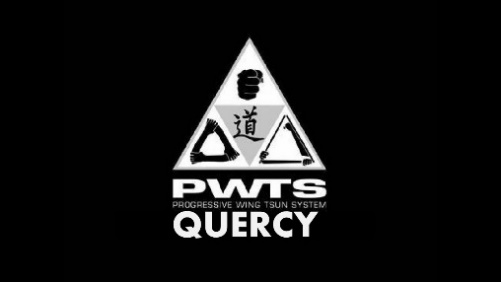 道
PWTS
PROGRESSIVE WING TSUN SYSTEM
QUERCY